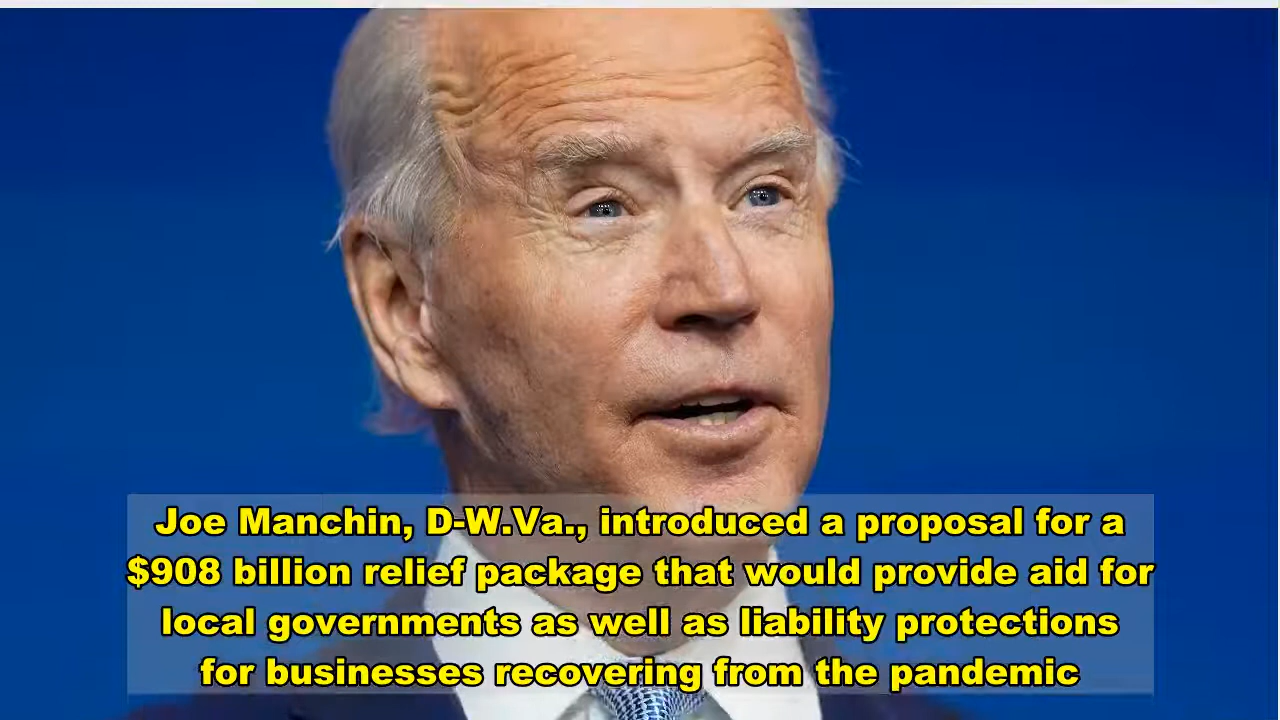 Joe Manchin, D-W.Va., introduced a proposal for a
$908 billion relief package that would provide aid for
local governments as well as liability protections
for businesses recovering from the pandemic